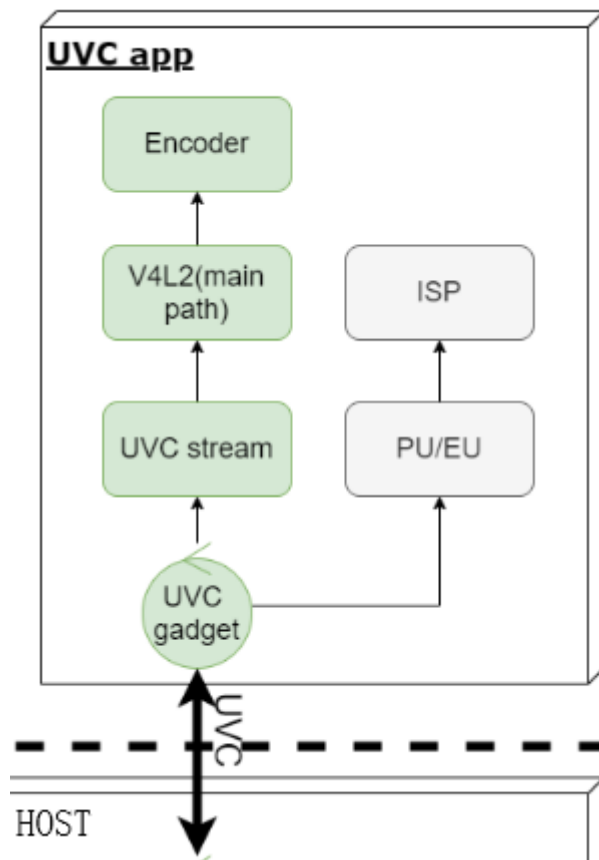 UVC app
Encoder
V4L2(main
path)
ISP
UVC stream
PU/EU
UVC
gadget
UVC
HOST